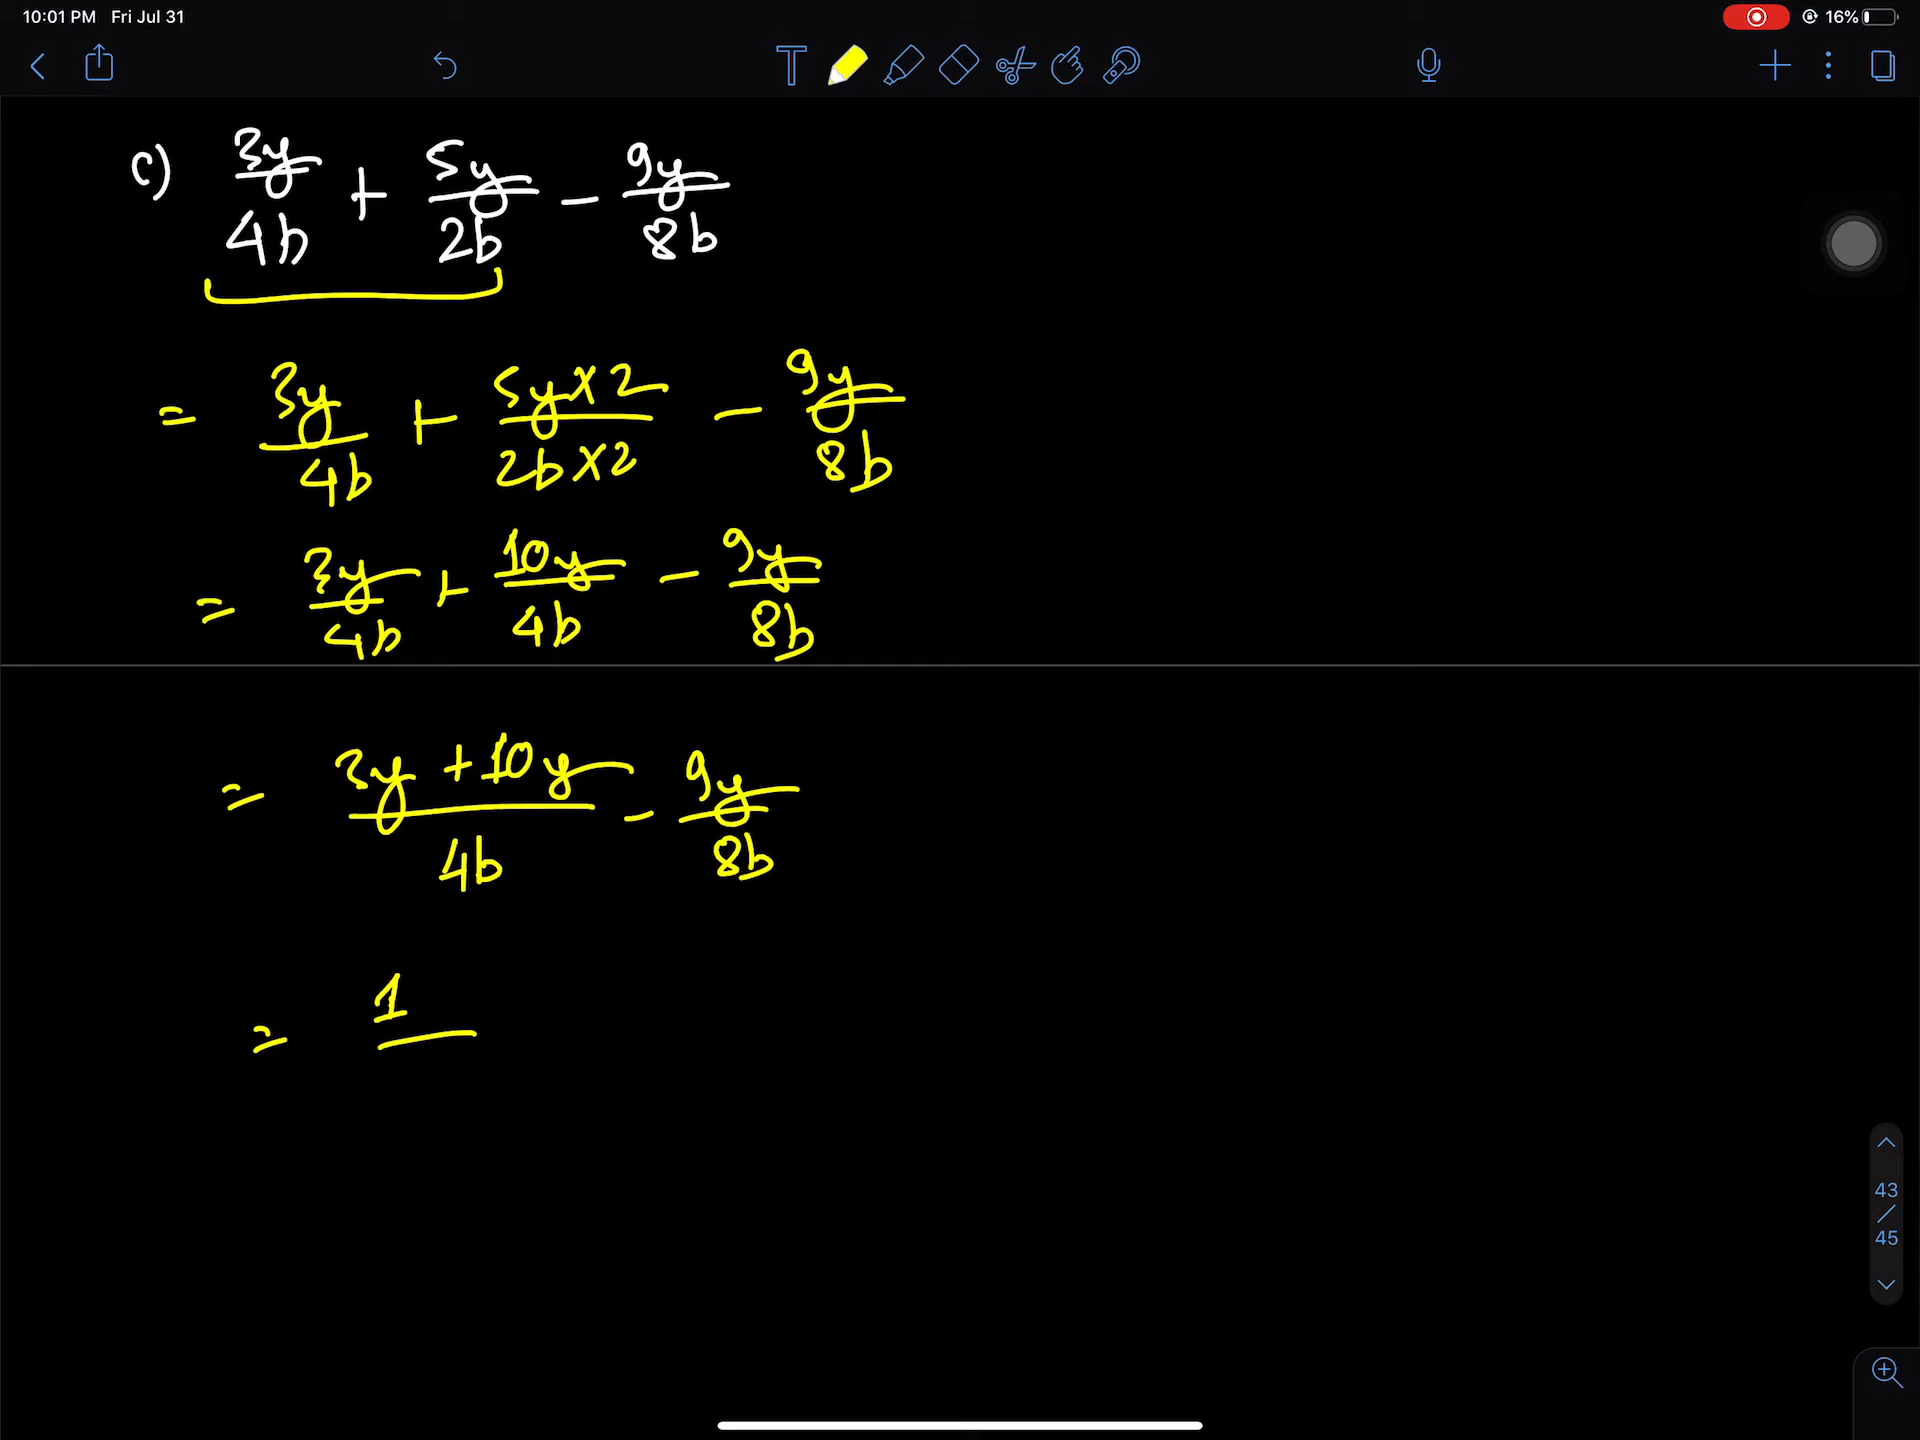 10:01 PM Fri Jul 31
16%
c) 3y/4b + 5y/2b - 9y/8b
= 3y/4b + 5y×2/2b×2 - 9y/8b
= 3y/4b + 10y/4b - 9y/8b
= 3y+10y/4b - 9y/8b
= 1
43
/
45